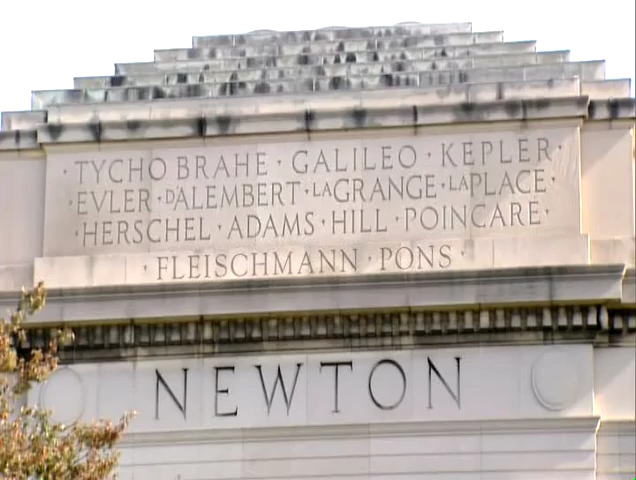 · TYCHO BRAHE · GALILEO · KEPLER ·
· EVLER · D'ALEMBERT · LAGRANGE · LAPLACE ·
· HERSCHEL · ADAMS · HILL · POINCARÉ ·
· FLEISCHMANN · PONS ·
NEWTON